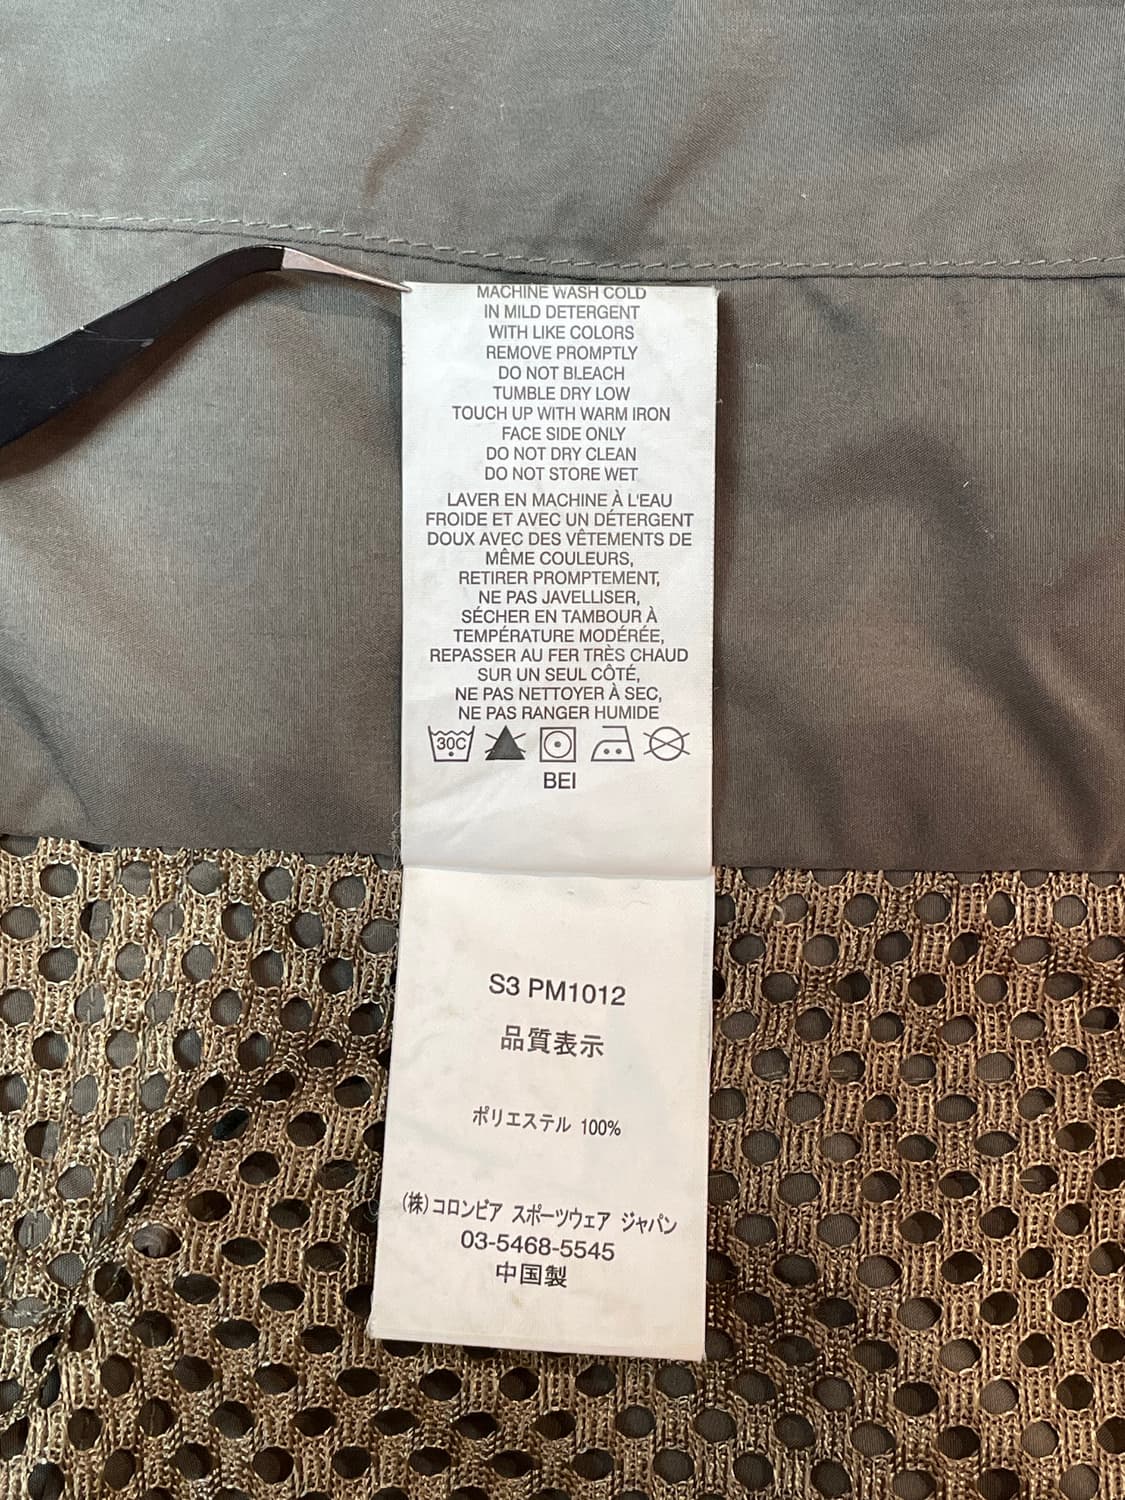 MACHINE WASH COLD
IN MILD DETERGENT
WITH LIKE COLORS
REMOVE PROMPTLY
DO NOT BLEACH
TUMBLE DRY LOW
TOUCH UP WITH WARM IRON
FACE SIDE ONLY
DO NOT DRY CLEAN
DO NOT STORE WET
LAVER EN MACHINE À L'EAU
FROIDE ET AVEC UN DÉTERGENT
DOUX AVEC DES VÊTEMENTS DE
MÊME COULEURS,
RETIRER PROMPTEMENT,
NE PAS JAVELLISER,
SÉCHER EN TAMBOUR À
TEMPÉRATURE MODÉRÉE,
REPASSER AU FER TRÈS CHAUD
SUR UN SEUL CÔTÉ,
NE PAS NETTOYER À SEC,
NE PAS RANGER HUMIDE
30C
BEI
S3 PM1012
品質表示
ポリエステル 100%
(株)コロンビア スポーツウェア ジャパン
03-5468-5545
中国製